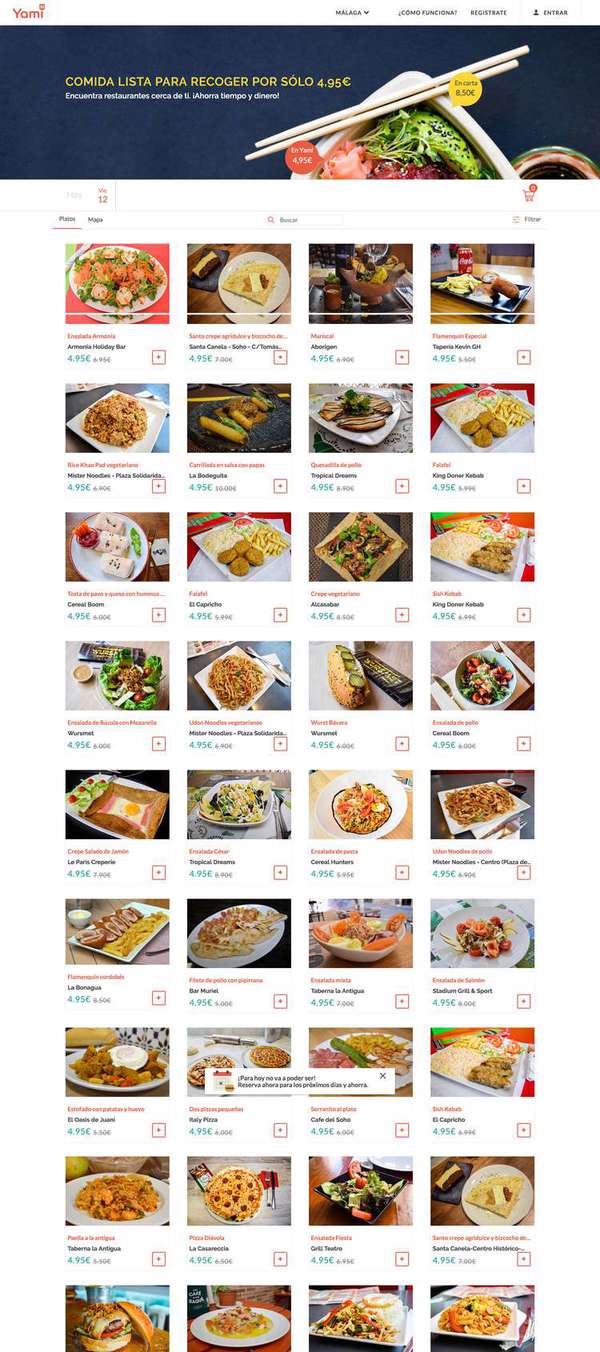 Yami
MÁLAGA
¿CÓMO FUNCIONA?
REGISTRATE
ENTRAR
COMIDA LISTA PARA RECOGER POR SÓLO 4,95€
Encuentra restaurantes cerca de ti. ¡Ahorra tiempo y dinero!
En carta
8,50€
En Yami
4,95€
Vie
12
0
Platos
Mapa
Buscar
Filtrar
Ensalada Armonía
Armonia Holiday Bar
4.95€ 6.95€
Santo crepe agridulce y bizcocho de...
Santa Canela - Soho - C/Tomás...
4.95€ 7.00€
Mariscal
Aborigen
4.95€ 6.90€
Flamenquín Especial
Tapería Kevin GH
4.95€ 5.50€
Rice Khao Pad vegetariano
Mister Noodles - Plaza Solidarida...
4.95€ 6.90€
Carrillada en salsa con papas
La Bodeguita
4.95€ 10.00€
Quesadilla de pollo
Tropical Dreams
4.95€ 8.90€
Falafel
King Doner Kebab
4.95€ 5.99€
Tosta de pavo y queso con hummus ...
Cereal Boom
4.95€ 6.00€
Falafel
El Capricho
4.95€ 5.99€
Crepe vegetariano
Alcasabar
4.95€ 8.50€
Sish Kebab
King Doner Kebab
4.95€ 6.99€
Ensalada de Rúcula con Mozarella
Wursmet
4.95€ 6.00€
Udon Noodles vegetarianos
Mister Noodles - Plaza Solidarida...
4.95€ 6.90€
Wurst Bávara
Wursmet
4.95€ 6.00€
Ensalada de pollo
Cereal Boom
4.95€ 6.00€
Crepe Salado de Jamón
Le Paris Creperie
4.95€ 7.90€
Ensalada César
Tropical Dreams
4.95€ 8.90€
Ensalada de pasta
Cereal Hunters
4.95€ 5.95€
Udon Noodles de pollo
Mister Noodles - Centro (Plaza de...
4.95€ 6.90€
Flamenquín cordobés
La Bonagua
4.95€ 8.50€
Filete de pollo con pipirrana
Bar Muriel
4.95€ 5.00€
Ensalada mixta
Taberna la Antigua
4.95€ 7.00€
Ensalada de Salmón
Stadium Grill & Sport
4.95€ 8.00€
¡Para hoy no va a poder ser!
Reserva ahora para los próximos días y ahorra.
Estofado con patatas y huevo
El Oasis de Juani
4.95€ 5.50€
Dos pizzas pequeñas
Italy Pizza
4.95€ 6.00€
Serranito al plato
Cafe del Soho
4.95€ 6.00€
Sish Kebab
El Capricho
4.95€ 6.99€
Paella a la antigua
Taberna la Antigua
4.95€ 5.50€
Pizza Diávola
La Casareccia
4.95€ 6.50€
Ensalada Fiesta
Grill Teatro
4.95€ 6.95€
Santo crepe agridulce y bizcocho de...
Santa Canela-Centro Histórico-...
4.95€ 7.00€